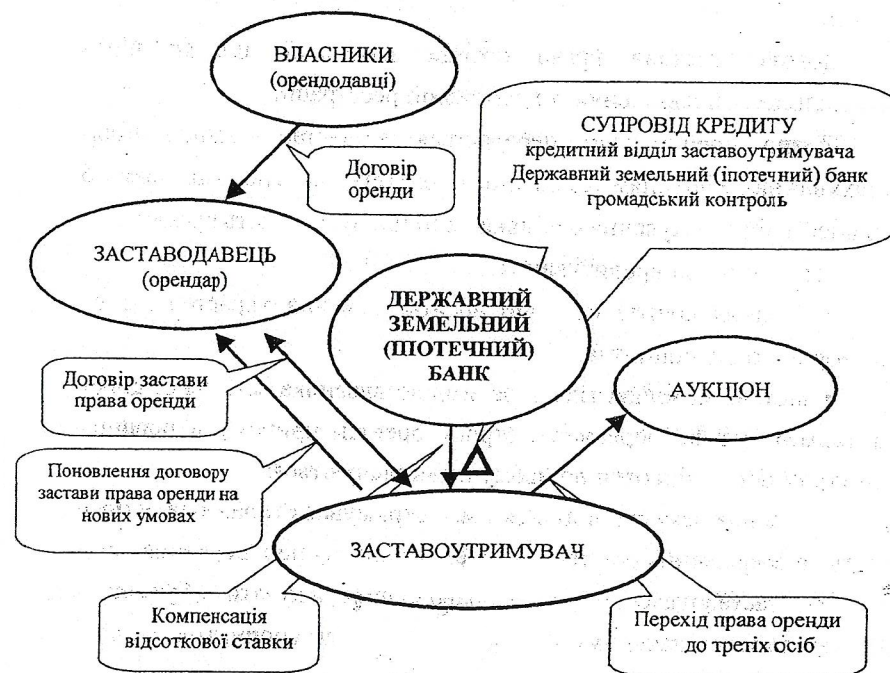 ВЛАСНИКИ
(орендодавці)
СУПРОВІД КРЕДИТУ
кредитний відділ заставоутримувача
Державний земельний (іпотечний) банк
громадський контроль
Договір
оренди
ЗАСТАВОДАВЕЦЬ
(орендар)
ДЕРЖАВНИЙ
ЗЕМЕЛЬНИЙ
(ІПОТЕЧНИЙ)
БАНК
Договір застави
права оренди
АУКЦІОН
Поновлення договору
застави права оренди на
нових умовах
ЗАСТАВОУТРИМУВАЧ
Компенсація
відсоткової ставки
Перехід права оренди
до третіх осіб